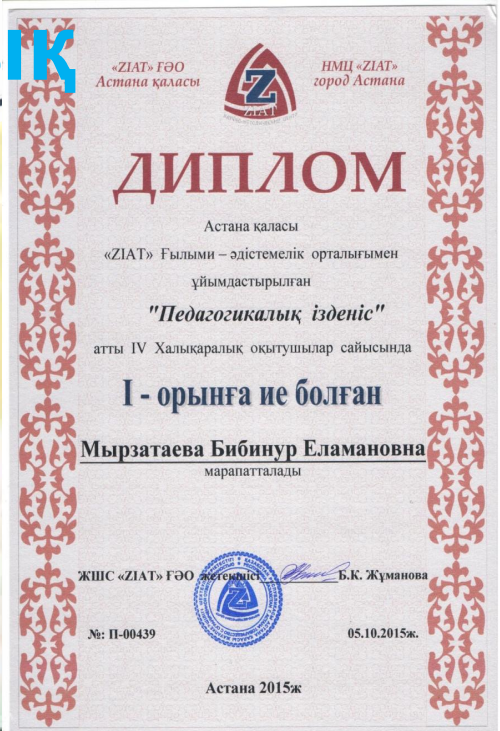 ЫҚ
«ZIAT» ҒӘО
Астана қаласы
НМЦ «ZIAT»
город Астана
Z
ZIAT
ДИПЛОМ
Астана қаласы
«ZIAT» Ғылыми – әдістемелік орталығымен
ұйымдастырылған
"Педагогикалық ізденіс"
атты IV Халықаралық оқытушылар сайысында
I - орынға ие болған
Мырзатаева Бибинур Еламановна
марапатталады
ЖШС «ZIAT» ҒӘО жетекшісі Б.К. Жұманова
№: П-00439
05.10.2015ж.
Астана 2015ж